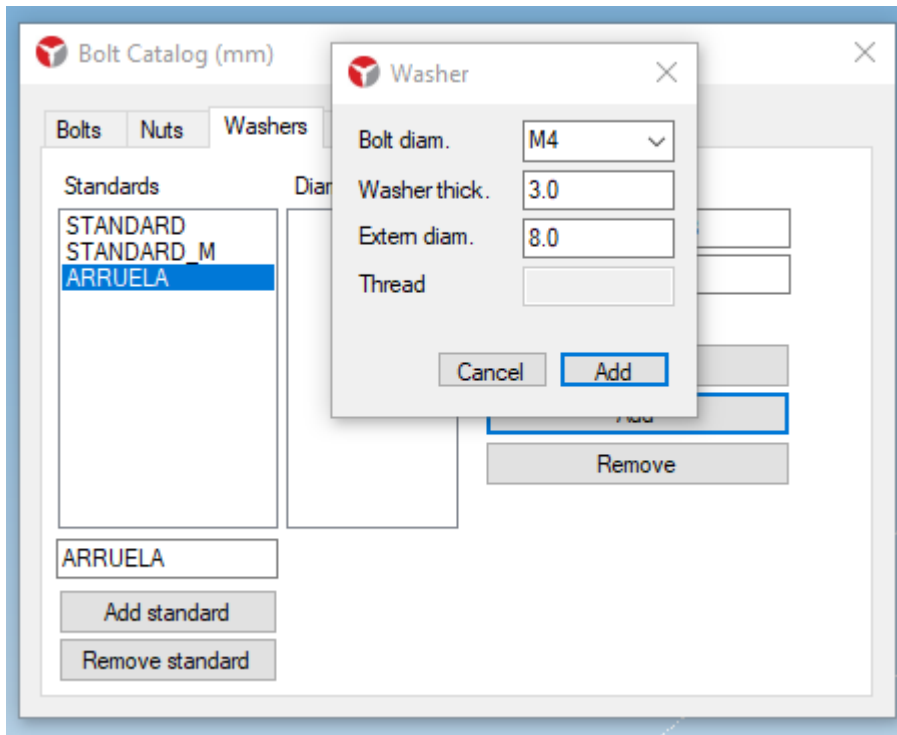 Bolt Catalog (mm)
Bolts
Nuts
Washers
Standards
STANDARD
STANDARD_M
ARRUELA
ARRUELA
Add standard
Remove standard
Washer
Bolt diam.
M4
Washer thick.
3.0
Extern diam.
8.0
Thread
Cancel
Add
Remove